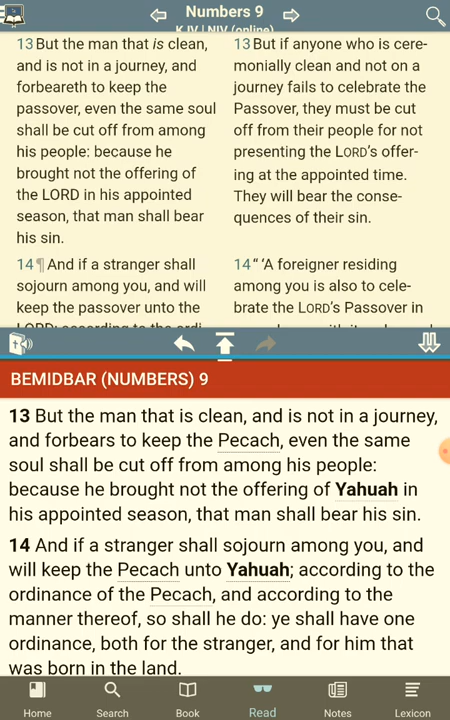 Numbers 9
KJV | NIV (online)
13 But the man that is clean,
and is not in a journey, and
forbeareth to keep the
passover, even the same soul
shall be cut off from among
his people: because he
brought not the offering of
the LORD in his appointed
season, that man shall bear
his sin.
14 ¶ And if a stranger shall
sojourn among you, and will
keep the passover unto the
LORD; according to the ordi
13 But if anyone who is cere-
monially clean and not on a
journey fails to celebrate the
Passover, they must be cut
off from their people for not
presenting the LORD’s offer-
ing at the appointed time.
They will bear the conse-
quences of their sin.
14 “ ‘A foreigner residing
among you is also to cele-
brate the LORD’s Passover in
BEMIDBAR (NUMBERS) 9
13 But the man that is clean, and is not in a journey,
and forbears to keep the Pecach, even the same
soul shall be cut off from among his people:
because he brought not the offering of Yahuah in
his appointed season, that man shall bear his sin.
14 And if a stranger shall sojourn among you, and
will keep the Pecach unto Yahuah; according to the
ordinance of the Pecach, and according to the
manner thereof, so shall he do: ye shall have one
ordinance, both for the stranger, and for him that
was born in the land.
Home Search Book Read Notes Lexicon